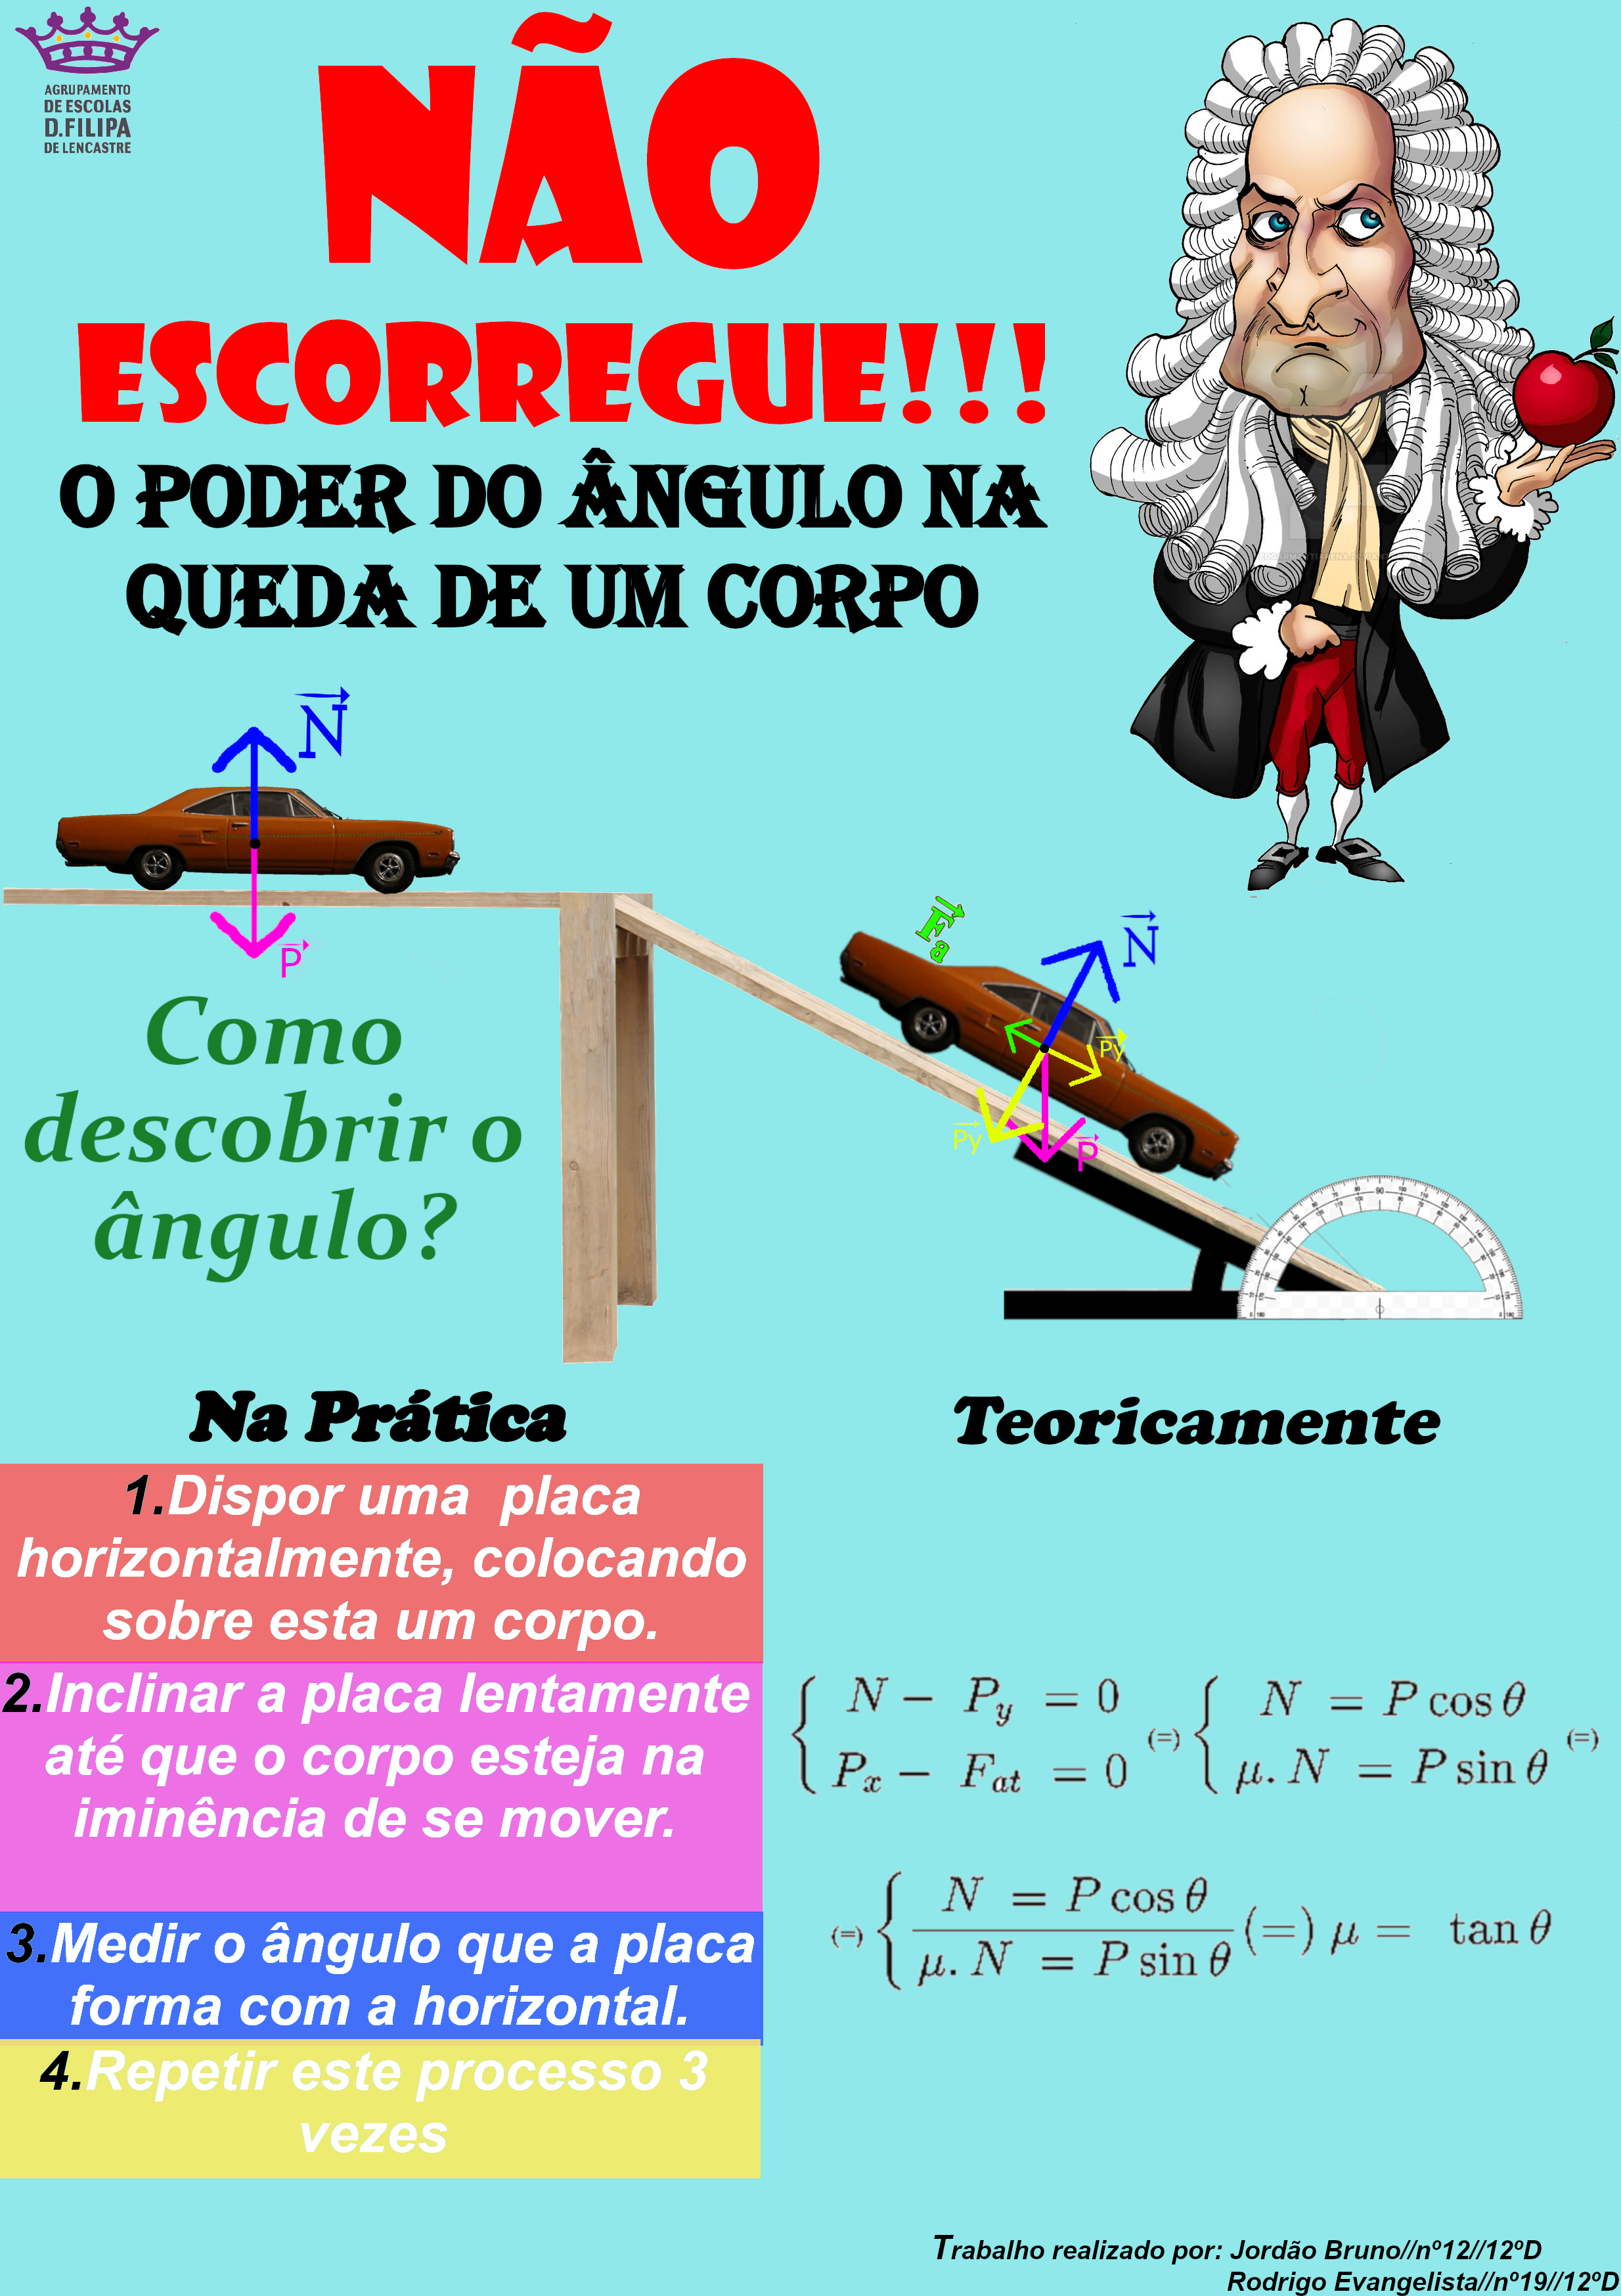 AGRUPAMENTO
DE ESCOLAS
D.FILIPA
DE LENCASTRE
NÃO
ESCORREGUE!!!
O PODER DO ÂNGULO NA
QUEDA DE UM CORPO
N
P
Fa
N
Py
Py
P
Como
descobrir o
ângulo?
90
Na Prática
1.Dispor uma placa
horizontalmente, colocando
sobre esta um corpo.
2.Inclinar a placa lentamente
até que o corpo esteja na
iminência de se mover.
3.Medir o ângulo que a placa
forma com a horizontal.
4.Repetir este processo 3
vezes
Teoricamente
N − Py = 0 (=) N = P cos θ (=)
Px − Fat = 0 μ. N = P sin θ
(=) N = P cos θ (=) μ = tan θ
μ. N = P sin θ
Trabalho realizado por: Jordão Bruno//nº12//12ºD
Rodrigo Evangelista//nº19//12ºD